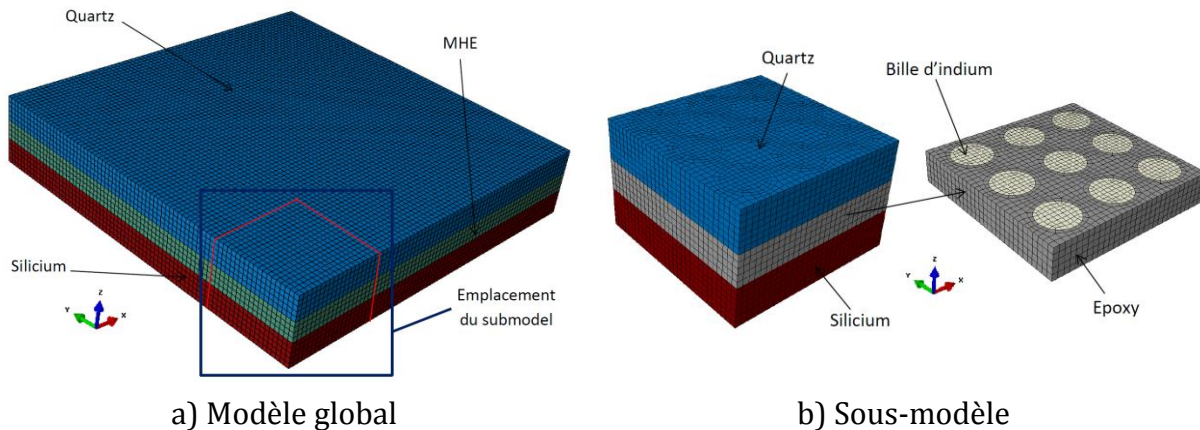 Quartz
MHE
Silicium
Emplacement
du submodel
Y
Z
X
a) Modèle global
Quartz
Bille d'indium
Silicium
Epoxy
Y
Z
X
b) Sous-modèle